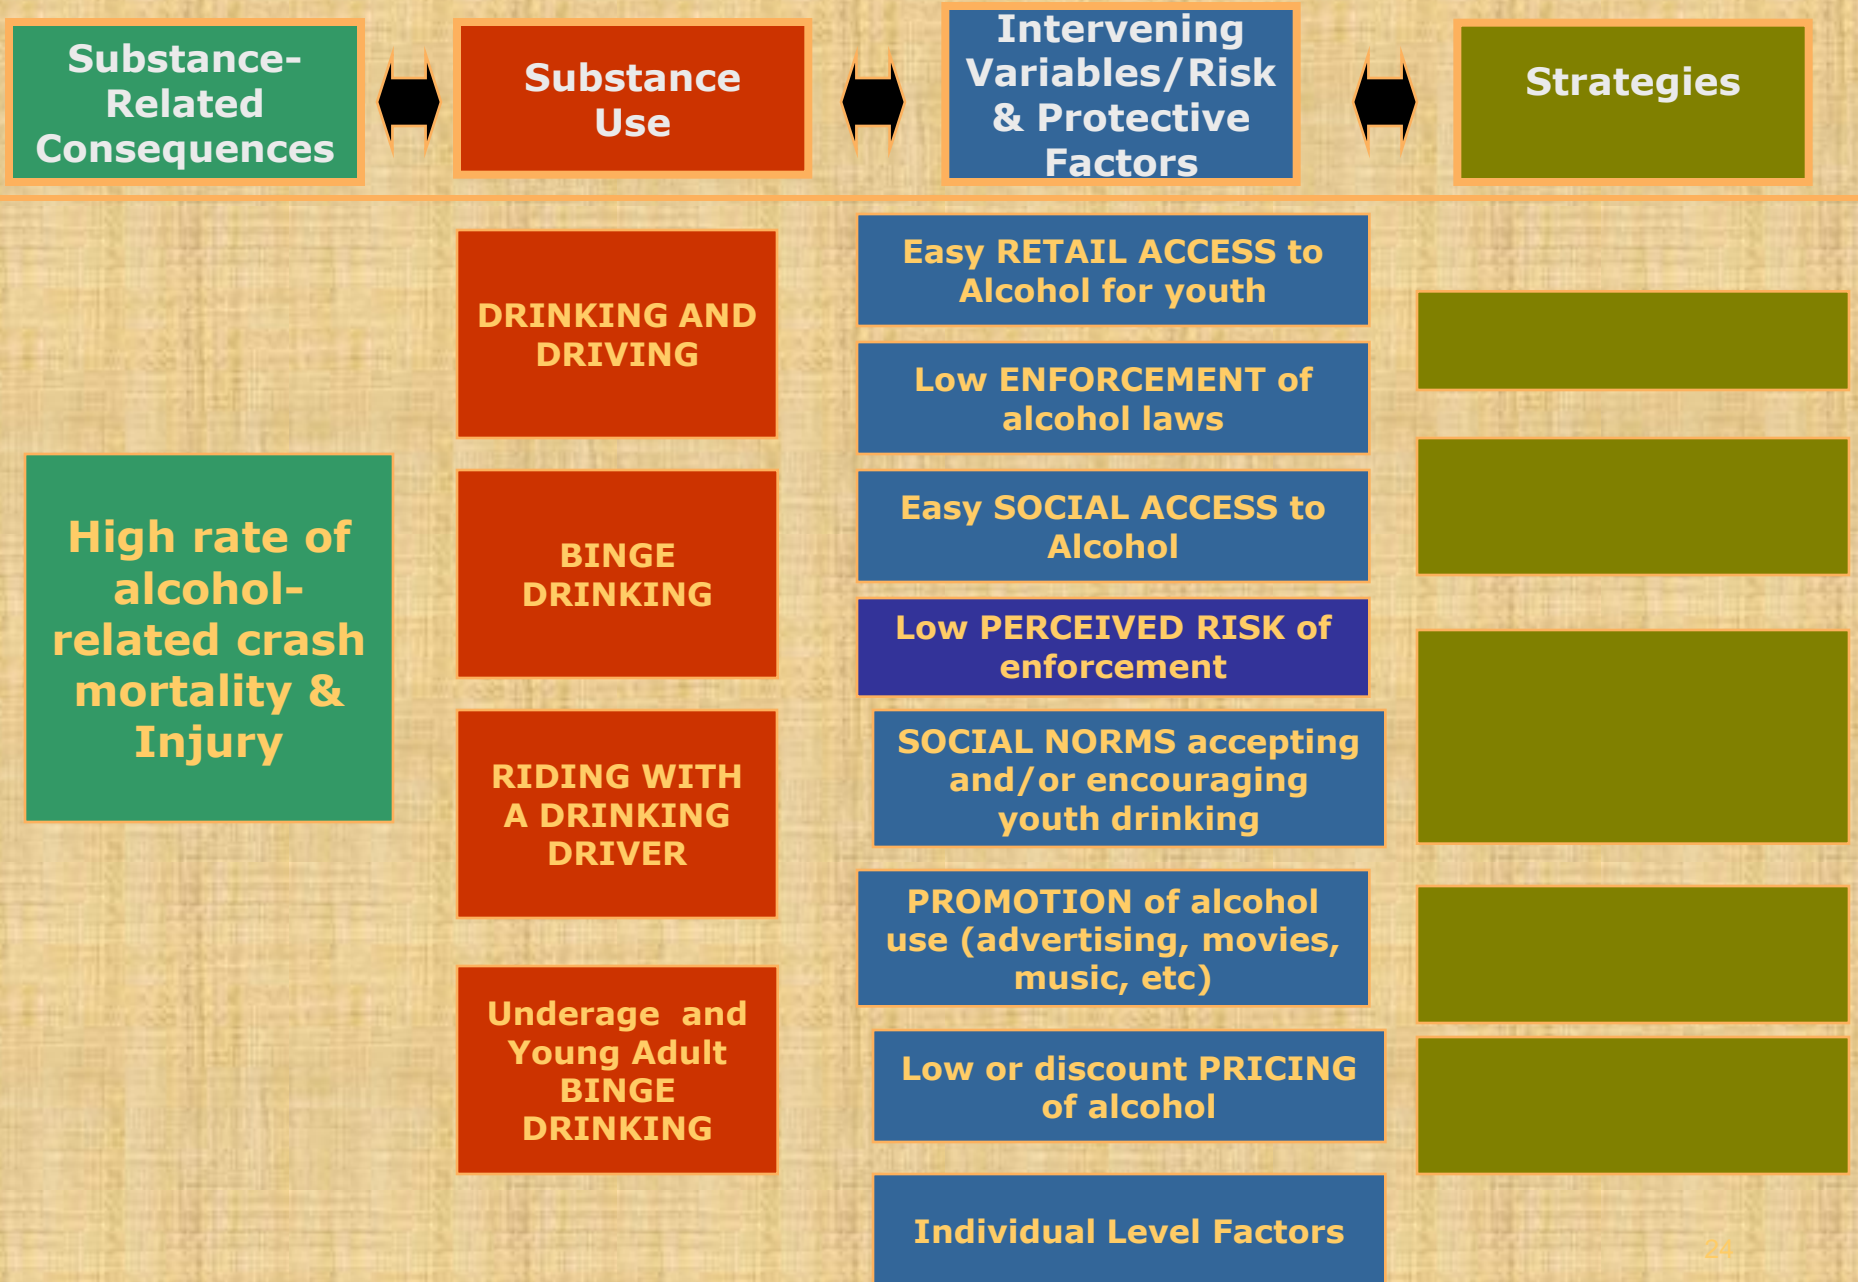 Substance-
Related
Consequences
Substance
Use
Intervening
Variables/Risk
& Protective
Factors
Strategies
High rate of
alcohol-
related crash
mortality &
Injury
DRINKING AND
DRIVING
BINGE
DRINKING
RIDING WITH
A DRINKING
DRIVER
Underage and
Young Adult
BINGE
DRINKING
Easy RETAIL ACCESS to
Alcohol for youth
Low ENFORCEMENT of
alcohol laws
Easy SOCIAL ACCESS to
Alcohol
Low PERCEIVED RISK of
enforcement
SOCIAL NORMS accepting
and/or encouraging
youth drinking
PROMOTION of alcohol
use (advertising, movies,
music, etc)
Low or discount PRICING
of alcohol
Individual Level Factors
24